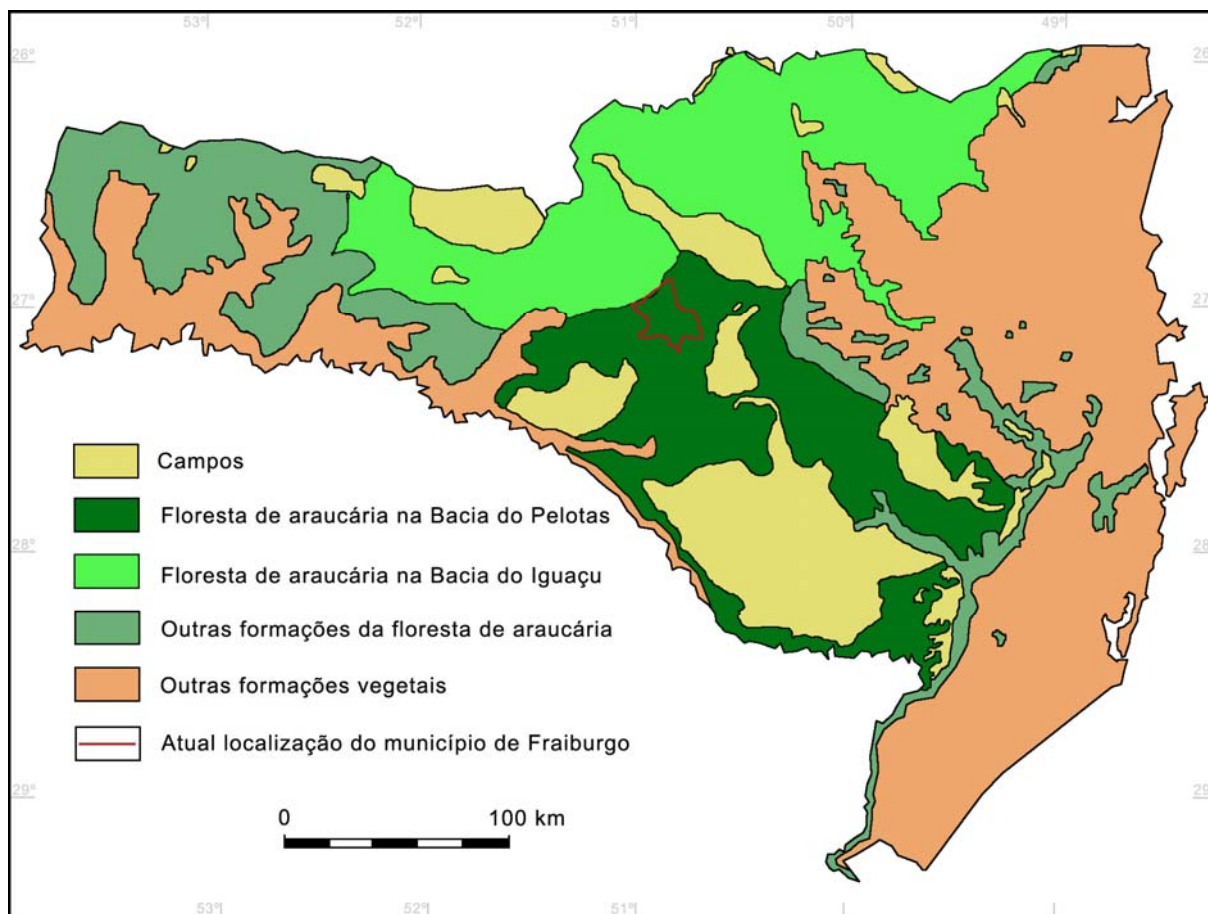 53° 52° 51° 50° 49°
26° 26
27° 27
28° 28
29° 29
Campos
Floresta de araucária na Bacia do Pelotas
Floresta de araucária na Bacia do Iguaçu
Outras formações da floresta de araucária
Outras formações vegetais
Atual localização do município de Fraiburgo
0 100 km
53° 52° 51°